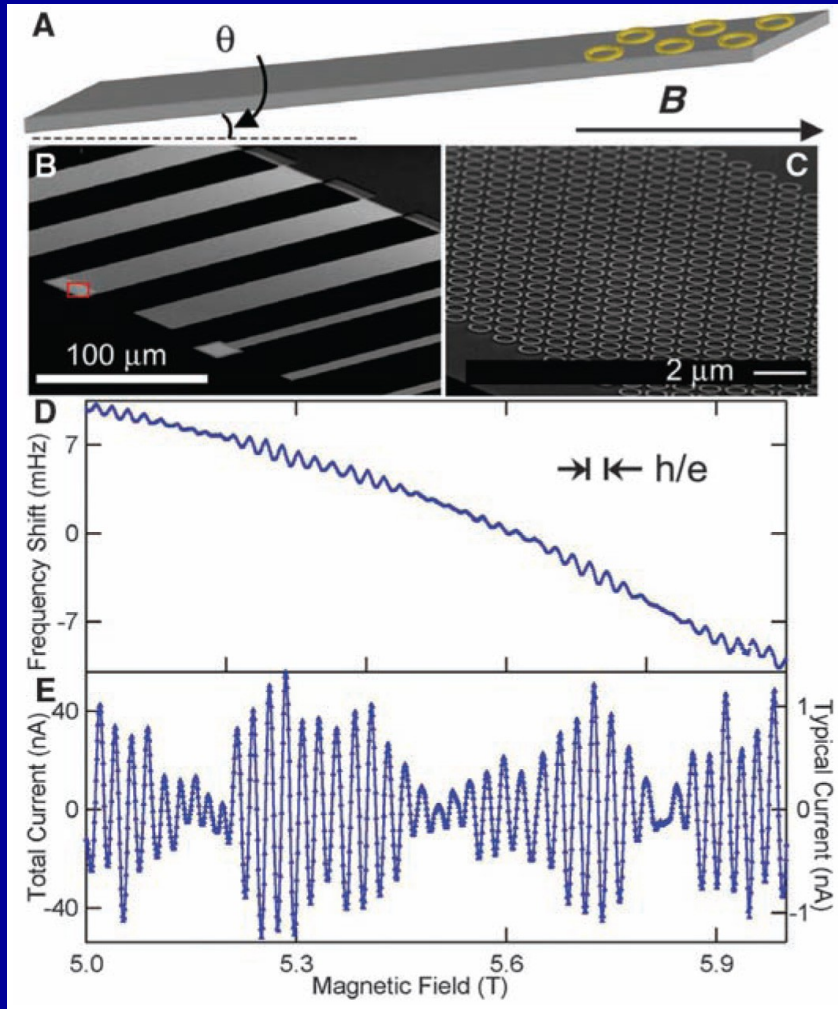 A
θ
B
B
C
100 μm
2 μm
D
Frequency Shift (mHz)
7
0
-7
h/e
E
Total Current (nA)
40
0
-40
Typical Current (nA)
1
0
-1
5.0
5.3
5.6
5.9
Magnetic Field (T)